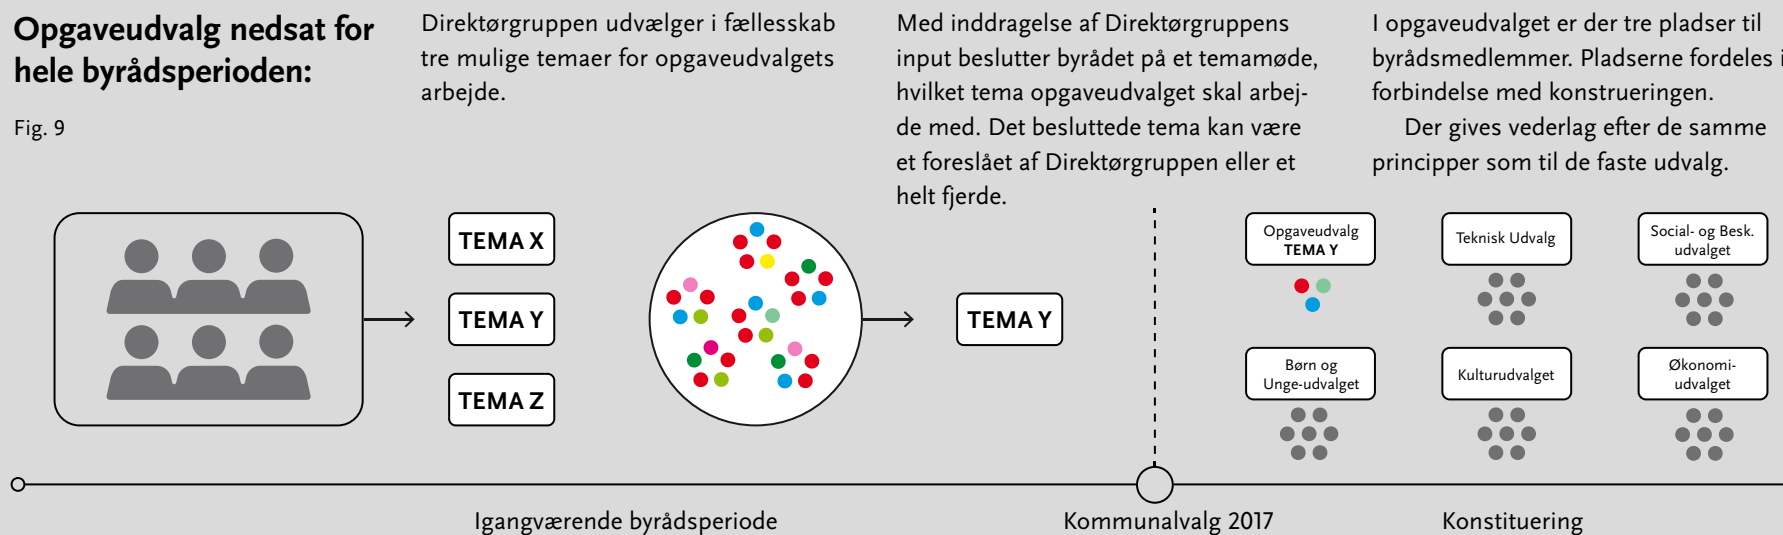 Opgaveudvalg nedsat for
hele byrådsperioden:
Fig. 9
Direktørgruppen udvælger i fællesskab
tre mulige temaer for opgaveudvalgets
arbejde.
Med inddragelse af Direktørgruppens
input beslutter byrådet på et temamøde,
hvilket tema opgaveudvalget skal arbej-
de med. Det besluttede tema kan være
et foreslået af Direktørgruppen eller et
helt fjerde.
I opgaveudvalget er der tre pladser til
byrådsmedlemmer. Pladserne fordeles i
forbindelse med konstrueringen.
Der gives vederlag efter de samme
principper som til de faste udvalg.
TEMA X
TEMA Y
TEMA Z
TEMA Y
Opgaveudvalg
TEMA Y
Teknisk Udvalg
Social- og Besk.
udvalget
Børn og
Unge-udvalget
Kulturudvalget
Økonomi-
udvalget
Igangværende byrådsperiode
Kommunalvalg 2017
Konstituering